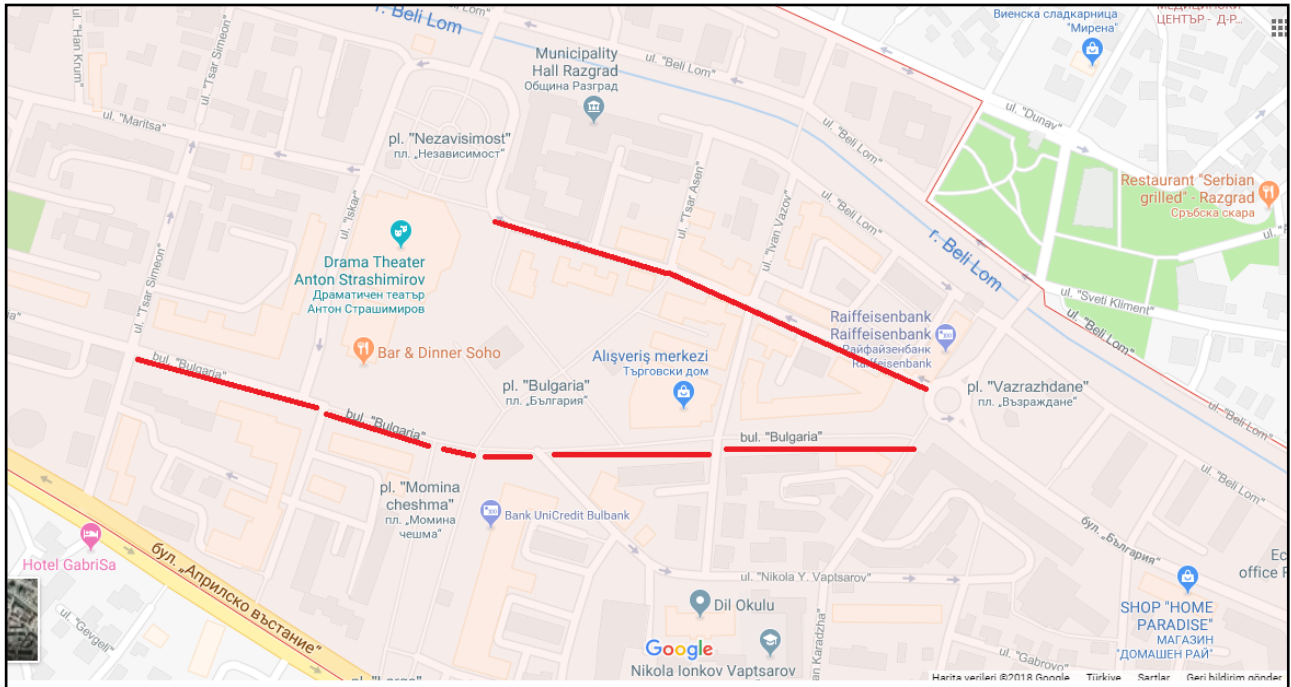 r. Beli Lom
Виенска сладкарница
"Мирена"
ЦЕНТЪР - Д-Р...
ul. "Han Krum"
ul. "Tsar Simeon"
Municipality
Hall Razgrad
Община Разград
ul. "Beli Lom"
ul. "Dunav"
ul. "Maritsa"
pl. "Nezavisimost"
пл. „Независимост"
ul. "Beli Lom"
ul. "Tsar Asen"
Restaurant "Serbian
grilled" - Razgrad
Сръбска скара
ul. "Iskar"
ul. "Ivan Vazov"
ul. "Beli Lom"
r. Beli Lom
Drama Theater
Anton Strashimirov
Драматичен театър
Антон Страшимиров
ul. "Tsar Simeon"
ul. "Sveti Kliment"
ul. "Beli Lom"
Raiffeisenbank
Raiffeisenbank
Райфайзенбанк
Raiffeisenbank
Bar & Dinner Soho
Alışveriş merkezi
Търговски дом
bul. "Bulgaria"
pl. "Bulgaria"
пл. „България"
pl. "Vazrazhdane"
пл. „Възраждане"
bul. "Bulgaria"
bul. "Bulgaria"
ul. "Beli Lom"
pl. "Momina
cheshma"
пл. „Момина
чешма"
Bank UniCredit Bulbank
бул. „България"
Hotel GabriSa
бул. „Априлско въстание"
ul. "Nikola Y. Vaptsarov"
office
ul. "Gevgeli"
Dil Okulu
SHOP "HOME
PARADISE"
МАГАЗИН
"ДОМАШЕН РАЙ"
Google
Nikola Ionkov Vaptsarov
Karadzha"
ul. "Gabrovo"
Harita verileri ©2018 Google Türkiye Şartlar Geri bildirim gönder